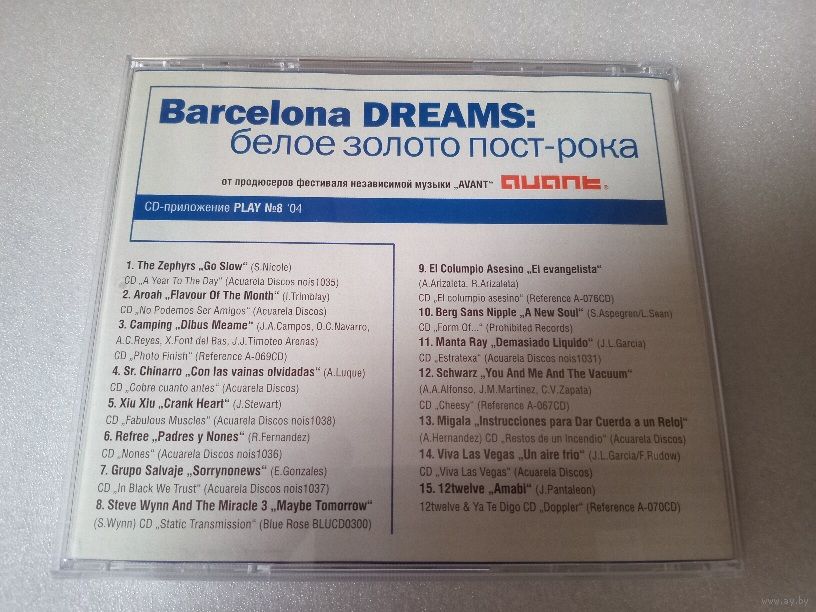 Barcelona DREAMS:
белое золото пост-рока
от продюсеров фестиваля независимой музыки „AVANT“ avant®
CD-приложение PLAY №8 '04
1. The Zephyrs „Go Slow“ (S.Nicole)
CD „A Year To The Day“ (Acuarela Discos nois1035)
2. Aroah „Flavour Of The Month“ (I.Trimblay)
CD „No Podemos Ser Amigos“ (Acuarela Discos)
3. Camping „Dibus Meame“ (J.A.Campos, O.C.Navarro,
A.C.Reyes, X.Font del Bas, J.J.Timoteo Arenas)
CD „Photo Finish“ (Reference A-069CD)
4. Sr. Chinarro „Con las vainas olvidadas“ (A.Luque)
CD „Cobre cuanto antes“ (Acuarela Discos)
5. Xiu Xiu „Crank Heart“ (J.Stewart)
CD „Fabulous Muscles“ (Acuarela Discos nois1038)
6. Refree „Padres y Nones“ (R.Fernandez)
CD „Nones“ (Acuarela Discos nois1036)
7. Grupo Salvaje „Sorrynonews“ (E.Gonzales)
CD „In Black We Trust“ (Acuarela Discos nois1037)
8. Steve Wynn And The Miracle 3 „Maybe Tomorrow“
(S.Wynn) CD „Static Transmission“ (Blue Rose BLUCD0300)
9. El Columpio Asesino „El evangelista“
(A.Arizaleta, R.Arizaleta)
CD „El columpio asesino“ (Reference A-076CD)
10. Berg Sans Nipple „A New Soul“ (S.Aspegren/L.Sean)
CD „Form Of...“ (Prohibited Records)
11. Manta Ray „Demasiado Liquido“ (J.L.Garcia)
CD „Estratexa“ (Acuarela Discos nois1031)
12. Schwarz „You And Me And The Vacuum“
(A.A.Alfonso, J.M.Martinez, C.V.Zapata)
CD „Cheesy“ (Reference A-067CD)
13. Migala „Instrucciones para Dar Cuerda a un Reloj“
(A.Hernandez) CD „Restos de un Incendio“ (Acuarela Discos)
14. Viva Las Vegas „Un aire frio“ (J.L.Garcia/F.Rudow)
CD „Viva Las Vegas“ (Acuarela Discos)
15. 12twelve „Amabi“ (J.Pantaleon)
12twelve & Ya Te Digo CD „Doppler“ (Reference A-070CD)
www.ay.by